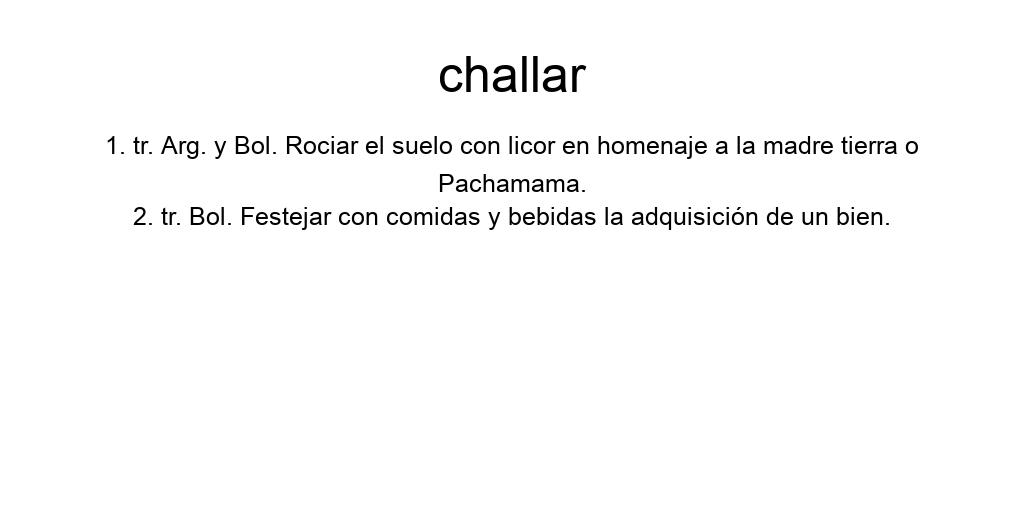 challar
1. tr. Arg. y Bol. Rociar el suelo con licor en homenaje a la madre tierra o
Pachamama.
2. tr. Bol. Festejar con comidas y bebidas la adquisición de un bien.